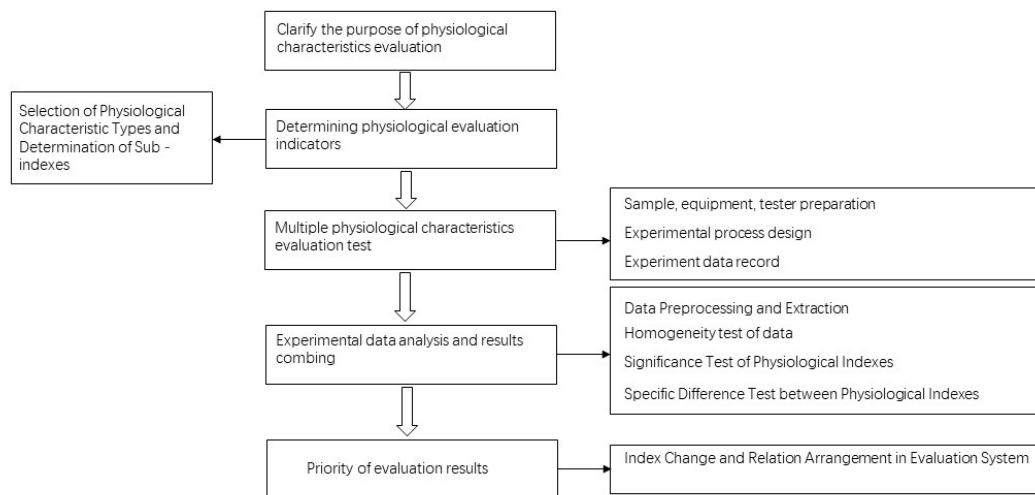 Clarify the purpose of physiological
characteristics evaluation
Selection of Physiological
Characteristic Types and
Determination of Sub -
indexes
Determining physiological evaluation
indicators
Multiple physiological characteristics
evaluation test
Sample, equipment, tester preparation
Experimental process design
Experiment data record
Experimental data analysis and results
combing
Data Preprocessing and Extraction
Homogeneity test of data
Significance Test of Physiological Indexes
Specific Difference Test between Physiological Indexes
Priority of evaluation results
Index Change and Relation Arrangement in Evaluation System